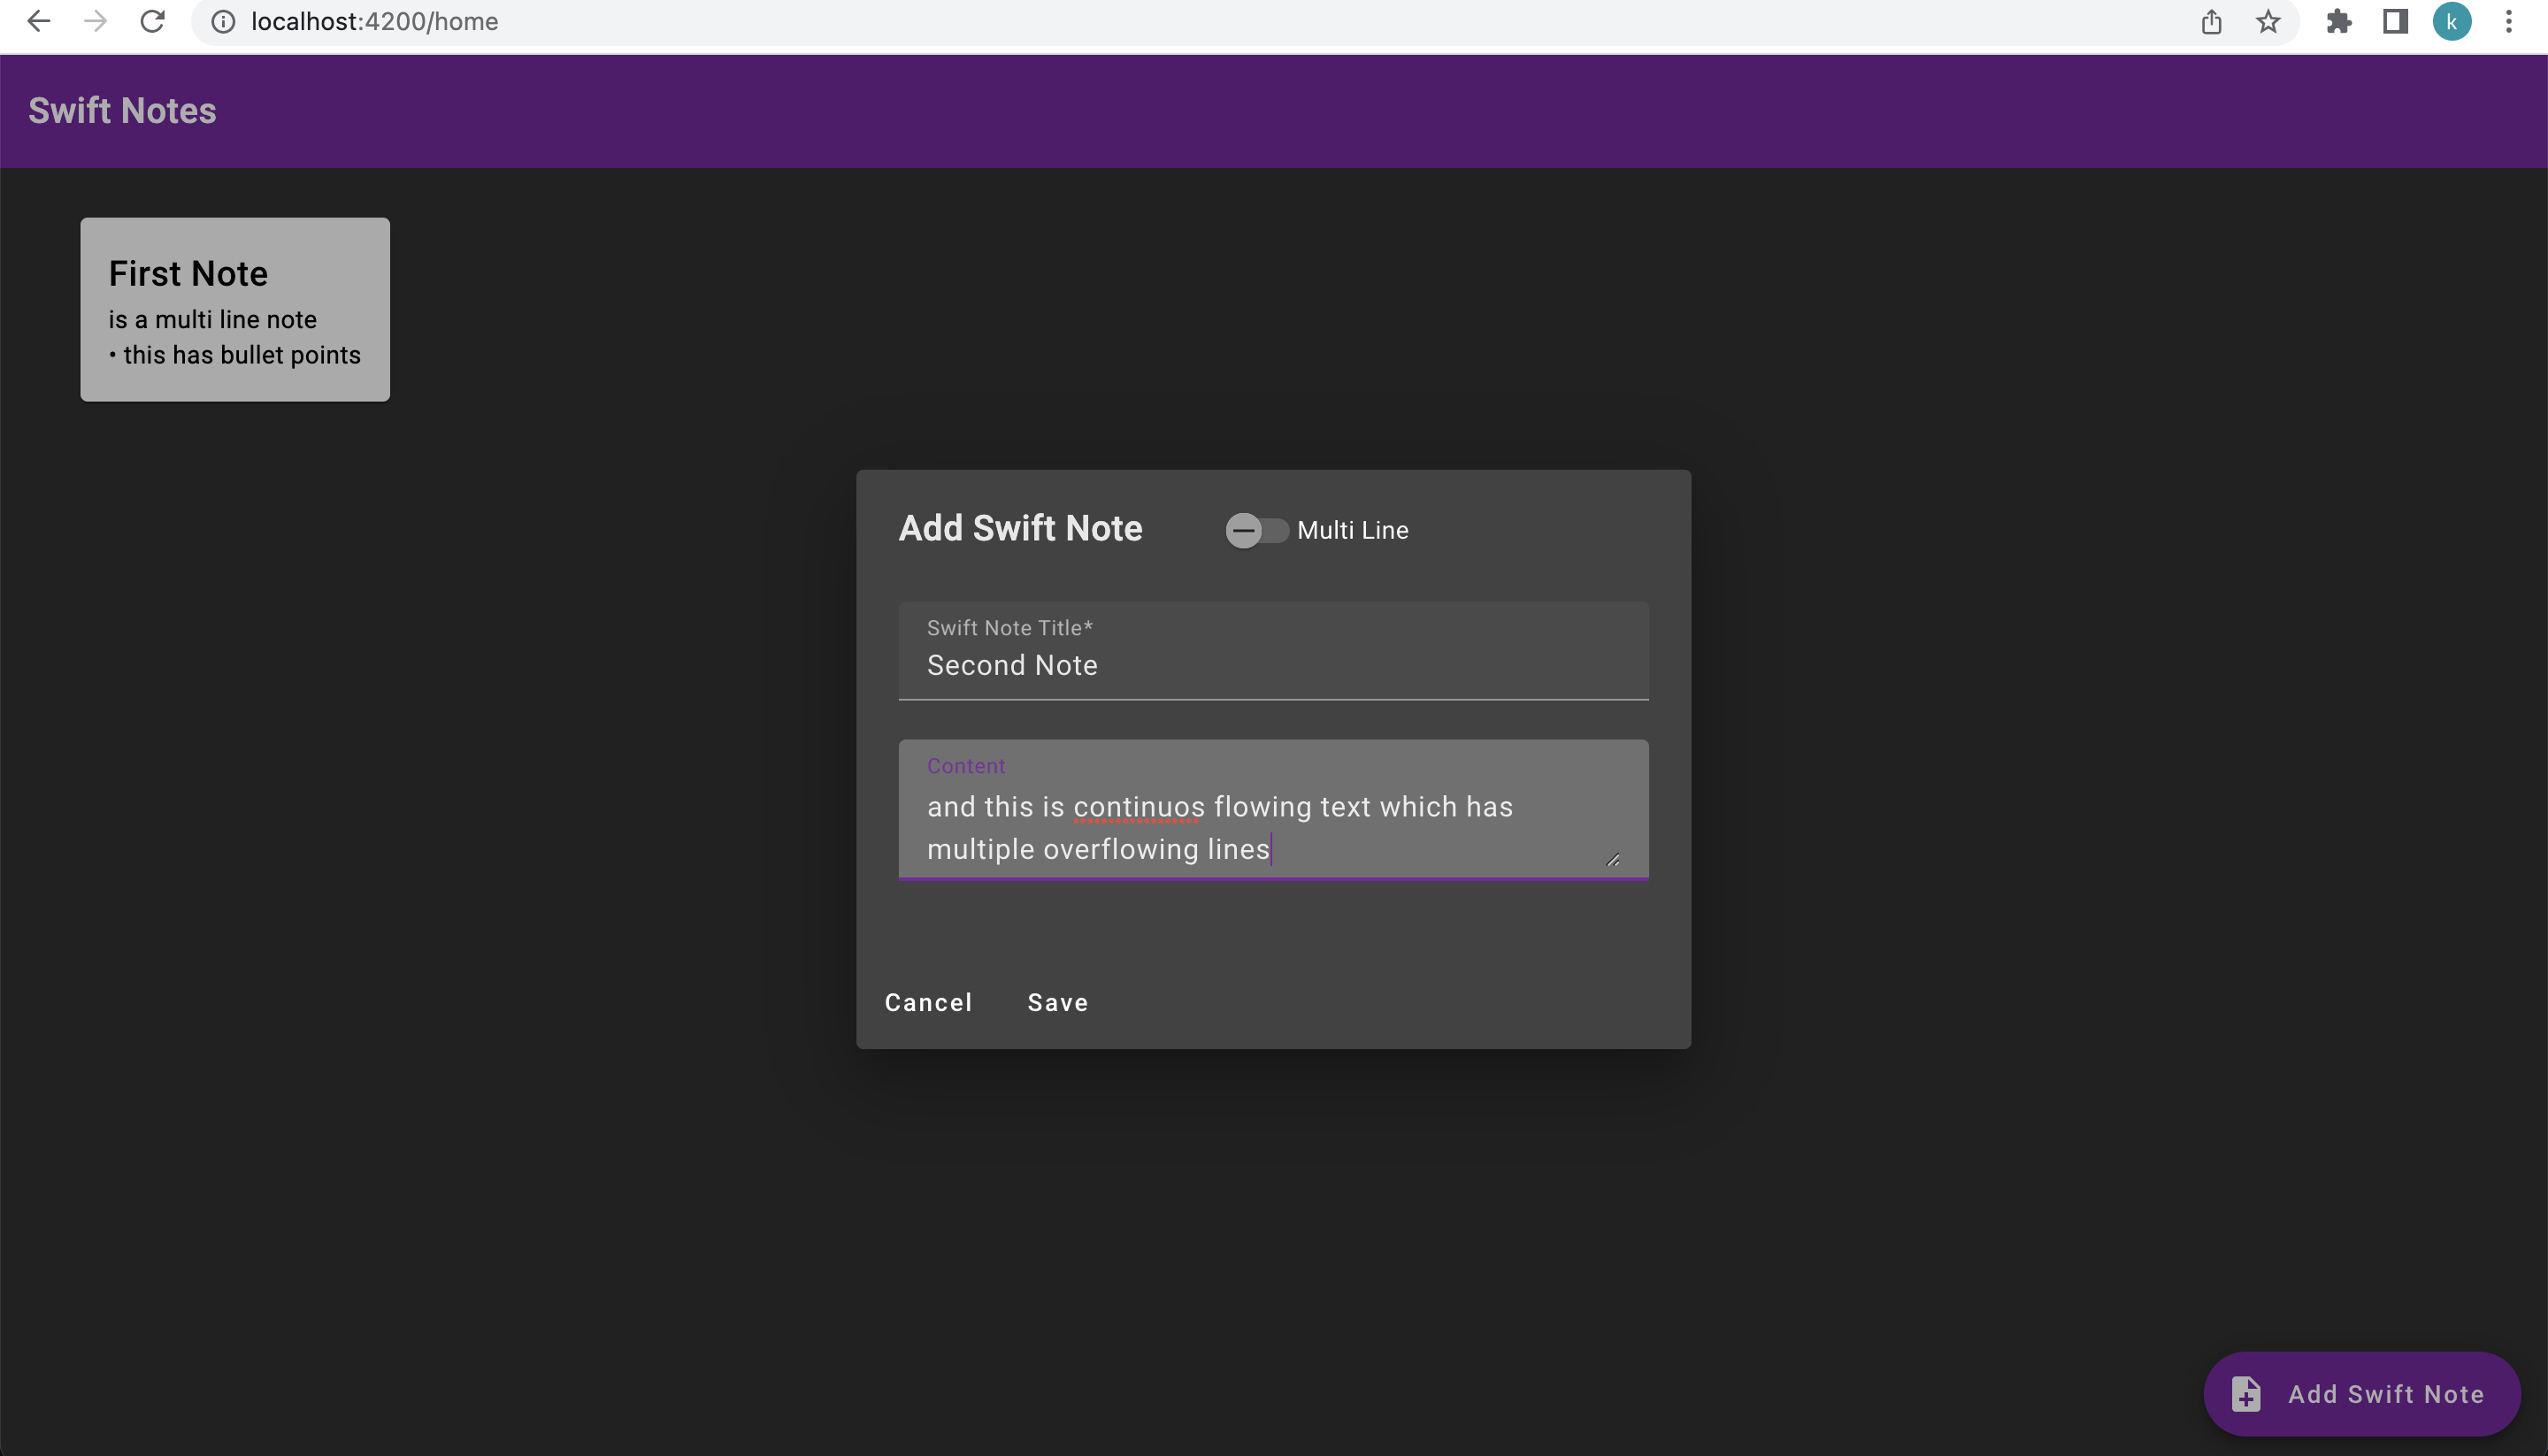 localhost:4200/home
k
Swift Notes
First Note
is a multi line note
• this has bullet points
Add Swift Note
Multi Line
Swift Note Title*
Second Note
Content
and this is continuos flowing text which has
multiple overflowing lines
Cancel
Save
Add Swift Note